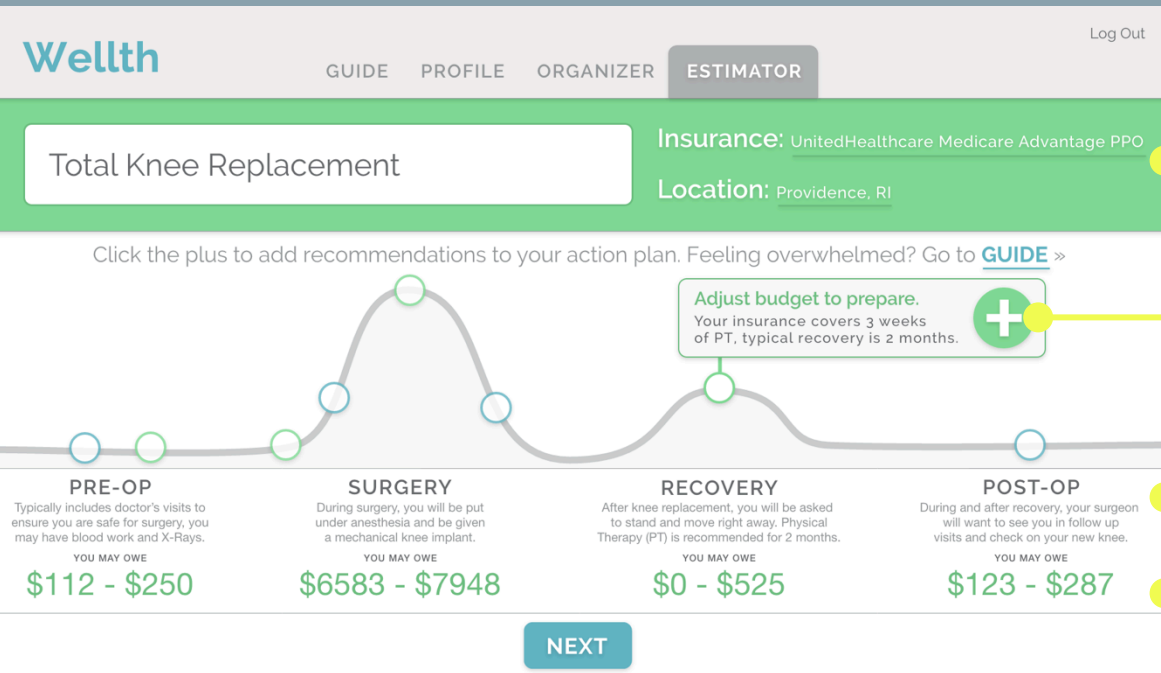 Log Out
Wellth
GUIDE PROFILE ORGANIZER ESTIMATOR
Total Knee Replacement
Insurance: UnitedHealthcare Medicare Advantage PPO
Location: Providence, RI
Click the plus to add recommendations to your action plan. Feeling overwhelmed? Go to GUIDE »
Adjust budget to prepare.
Your insurance covers 3 weeks
of PT, typical recovery is 2 months.
PRE-OP
Typically includes doctor's visits to
ensure you are safe for surgery, you
may have blood work and X-Rays.
YOU MAY OWE
$112 - $250
SURGERY
During surgery, you will be put
under anesthesia and be given
a mechanical knee implant.
YOU MAY OWE
$6583 - $7948
RECOVERY
After knee replacement, you will be asked
to stand and move right away. Physical
Therapy (PT) is recommended for 2 months.
YOU MAY OWE
$0 - $525
POST-OP
During and after recovery, your surgeon
will want to see you in follow up
visits and check on your new knee.
YOU MAY OWE
$123 - $287
NEXT